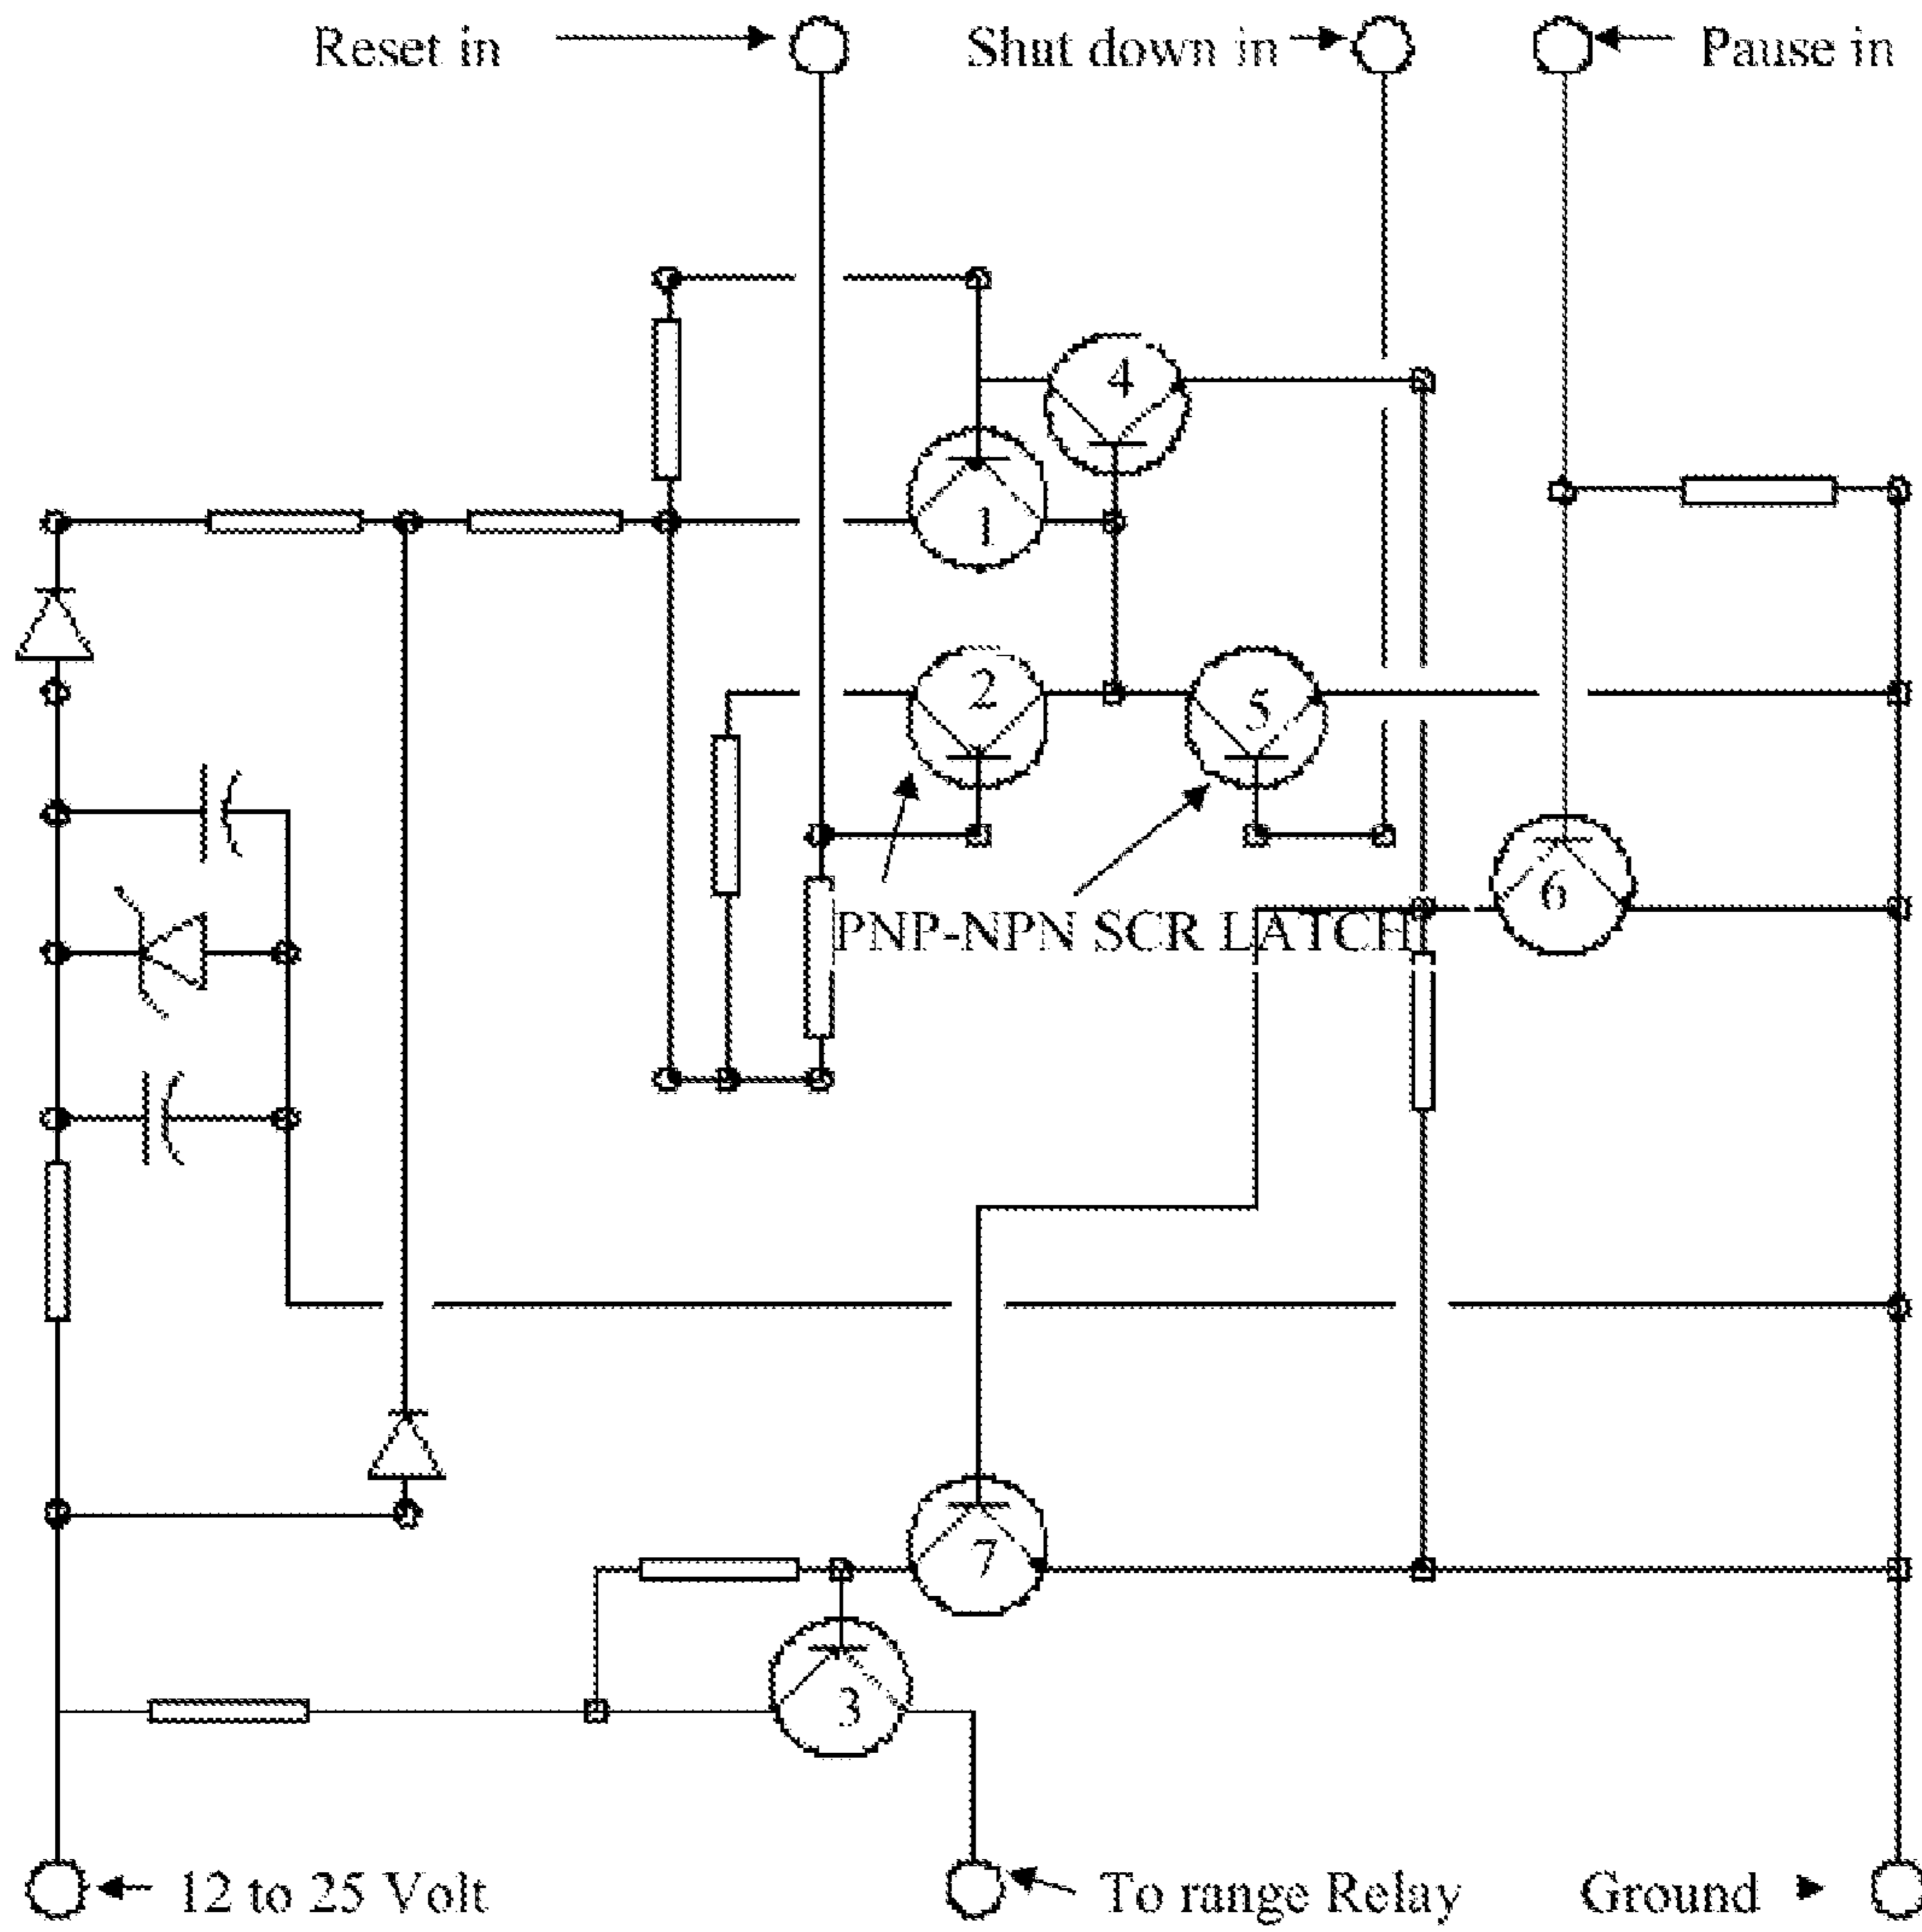 Reset in
Shut down in
Pause in
4
1
2
5
6
PNP-NPN SCR LATCH
7
3
12 to 25 Volt
To range Relay
Ground